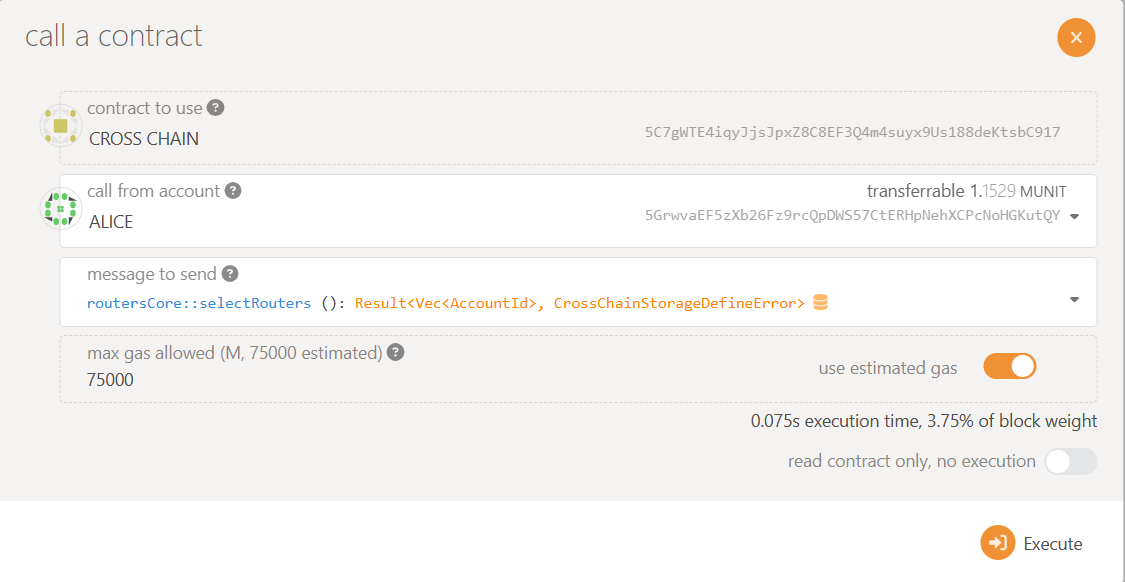 call a contract
contract to use
CROSS CHAIN
5C7gWTE4iqyJjsJpxZ8C8EF3Q4m4suyx9Us188deKtsbC917
call from account
transferrable 1.1529 MUNIT
ALICE
5GrwvaEF5zXb26Fz9rcQpDWS57CtERHpNehXCPcNoHGKutQY
message to send
routersCore::selectRouters (): Result<Vec<AccountId>, CrossChainStorageDefineError>
max gas allowed (M, 75000 estimated)
75000
use estimated gas
0.075s execution time, 3.75% of block weight
read contract only, no execution
Execute